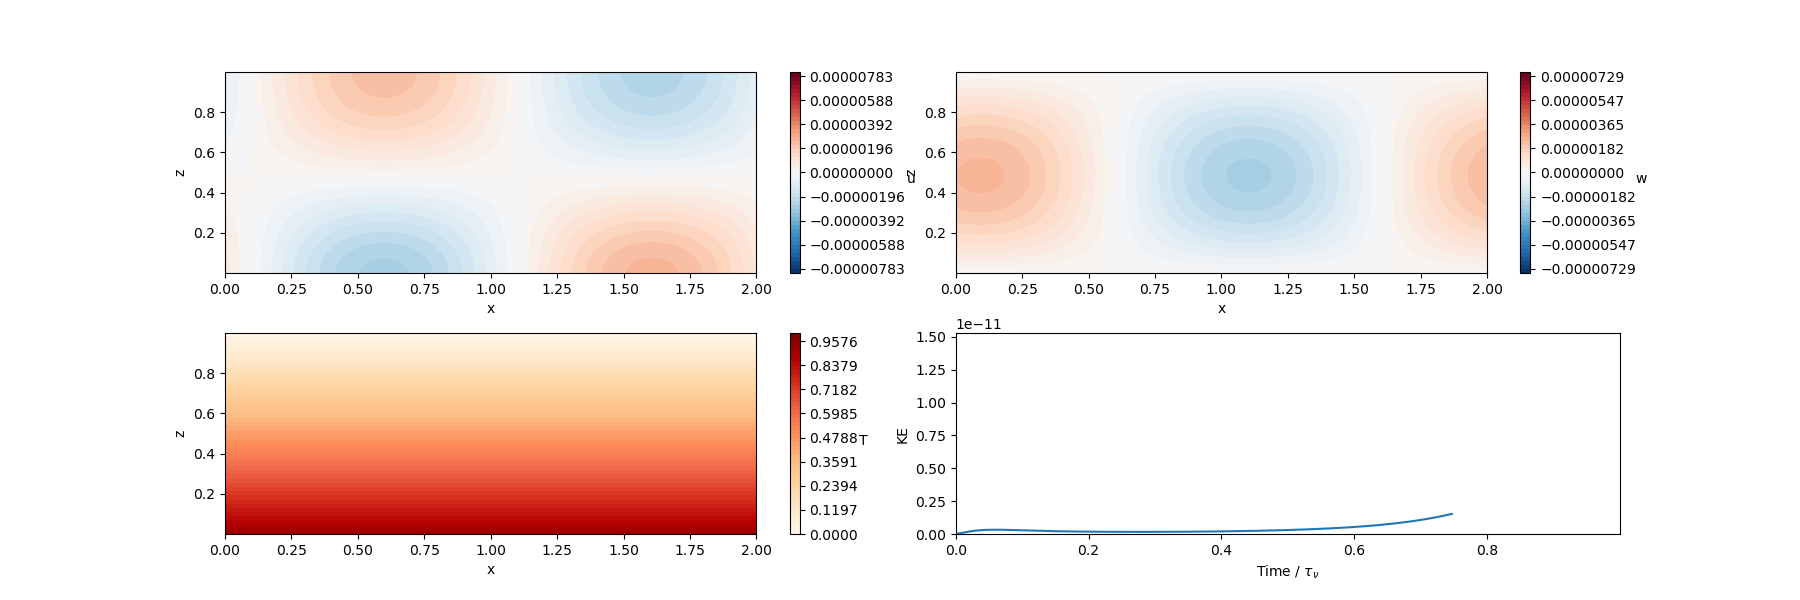 0.8
0.6
0.4
0.2
z
0.00 0.25 0.50 0.75 1.00 1.25 1.50 1.75 2.00
x
0.00000783
0.00000588
0.00000392
0.00000196
0.00000000
−0.00000196
−0.00000392
−0.00000588
−0.00000783
u
0.8
0.6
0.4
0.2
z
0.00 0.25 0.50 0.75 1.00 1.25 1.50 1.75 2.00
x
0.00000729
0.00000547
0.00000365
0.00000182
0.00000000
−0.00000182
−0.00000365
−0.00000547
−0.00000729
w
0.8
0.6
0.4
0.2
z
0.00 0.25 0.50 0.75 1.00 1.25 1.50 1.75 2.00
x
0.9576
0.8379
0.7182
0.5985
0.4788
0.3591
0.2394
0.1197
0.0000
T
1e−11
1.50
1.25
1.00
0.75
0.50
0.25
0.00
KE
0.0 0.2 0.4 0.6 0.8
Time / τν